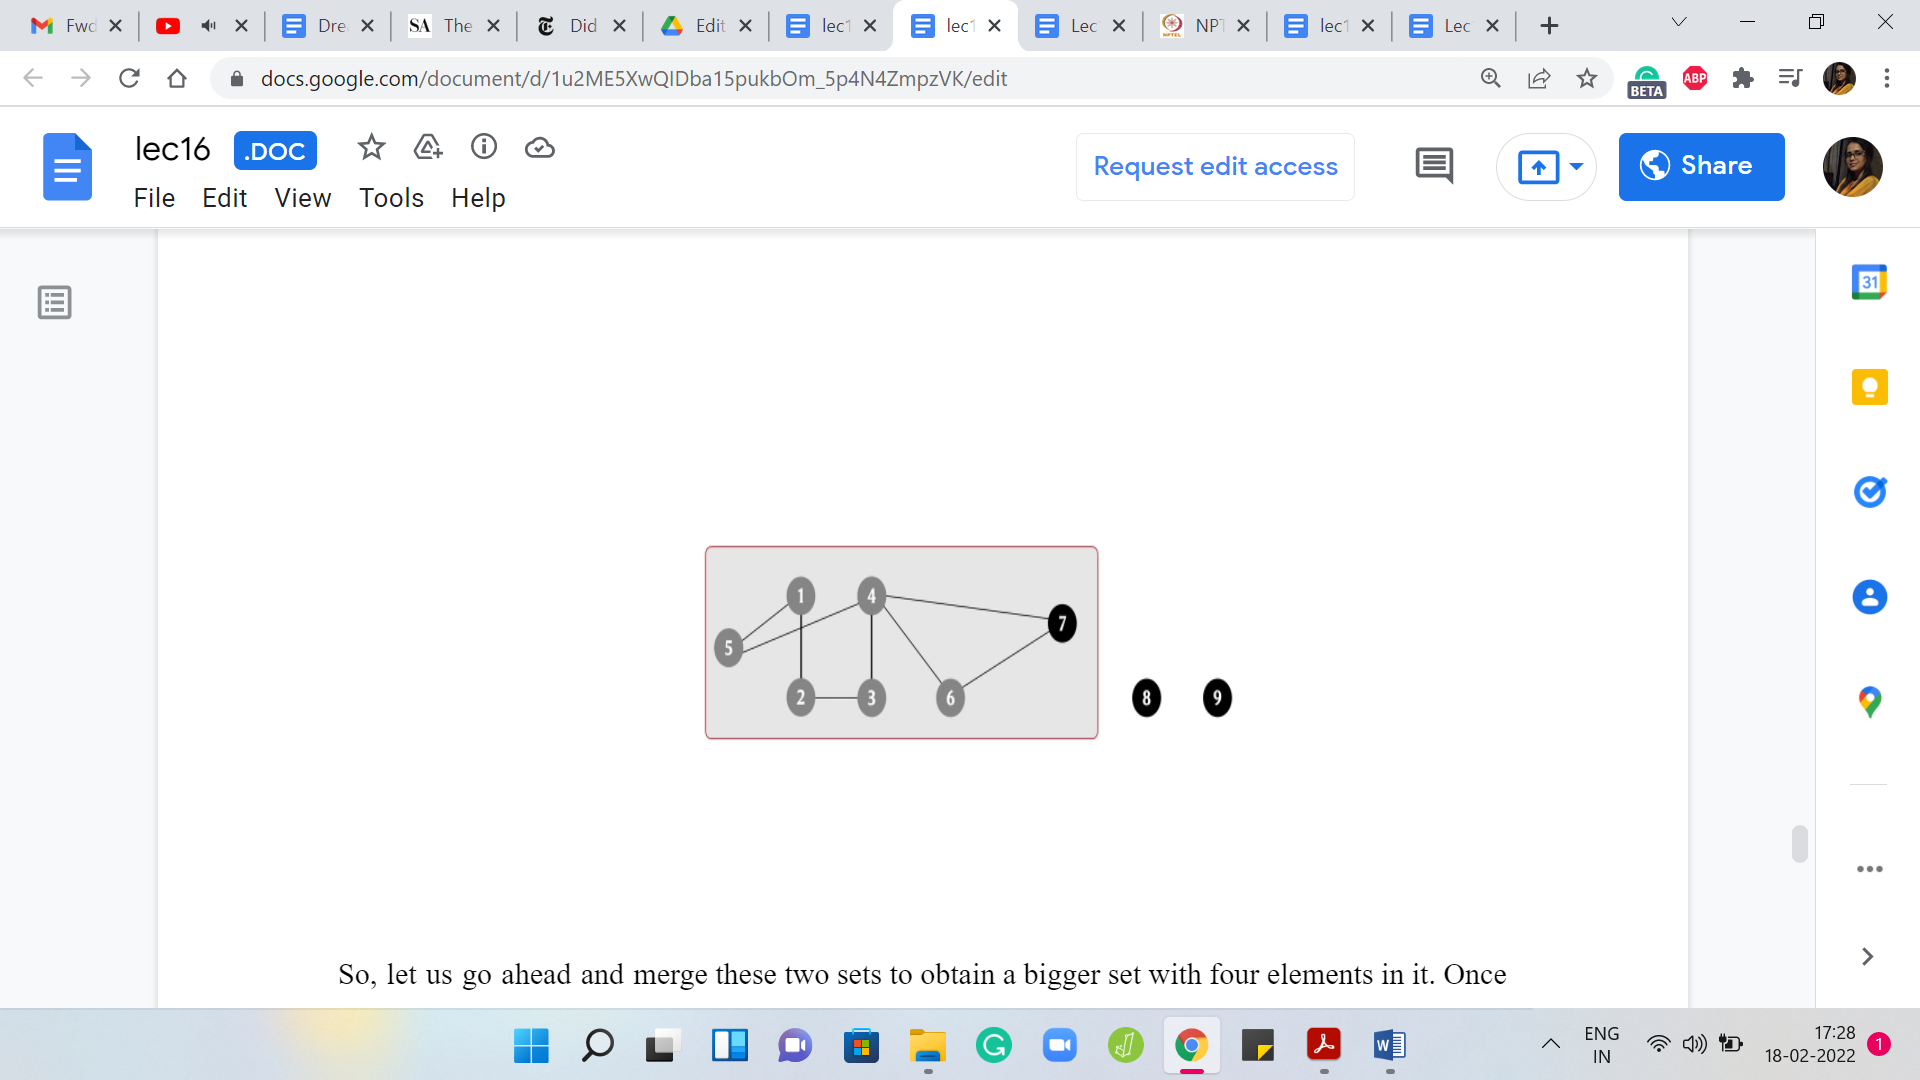 Fwd
Dre
SA The
Did
Edit
lec1
lec1
Lec
NPTEL NPT
lec1
Lec
docs.google.com/document/d/1u2ME5XwQIDba15pukbOm_5p4N4ZmpzVK/edit
ABP
BETA
lec16 .DOC
Request edit access
Share
File Edit View Tools Help
31
1 4
7
5
2 3 6
8 9
So, let us go ahead and merge these two sets to obtain a bigger set with four elements in it. Once
ENG
IN
17:28
18-02-2022
1